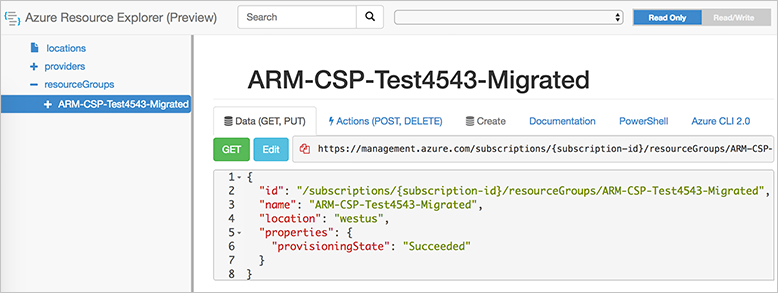 Azure Resource Explorer (Preview)
Search
Read Only
Read/Write
locations
providers
resourceGroups
ARM-CSP-Test4543-Migrated
ARM-CSP-Test4543-Migrated
Data (GET, PUT)
Actions (POST, DELETE)
Create
Documentation
PowerShell
Azure CLI 2.0
GET
Edit
https://management.azure.com/subscriptions/{subscription-id}/resourceGroups/ARM-CSP-
1 {
2 "id": "/subscriptions/{subscription-id}/resourceGroups/ARM-CSP-Test4543-Migrated",
3 "name": "ARM-CSP-Test4543-Migrated",
4 "location": "westus",
5 "properties": {
6 "provisioningState": "Succeeded"
7 }
8 }